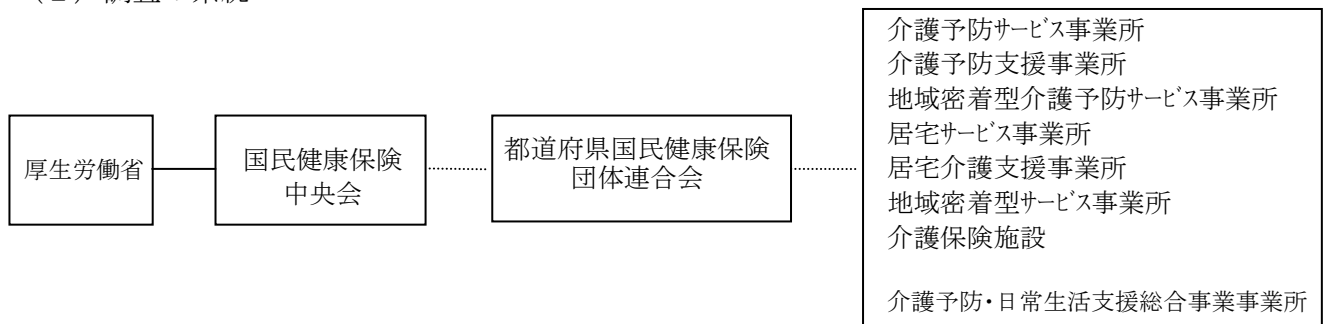 厚生労働省
国民健康保険
中央会
都道府県国民健康保険
団体連合会
介護予防サービス事業所
介護予防支援事業所
地域密着型介護予防サービス事業所
居宅サービス事業所
居宅介護支援事業所
地域密着型サービス事業所
介護保険施設
介護予防・日常生活支援総合事業事業所